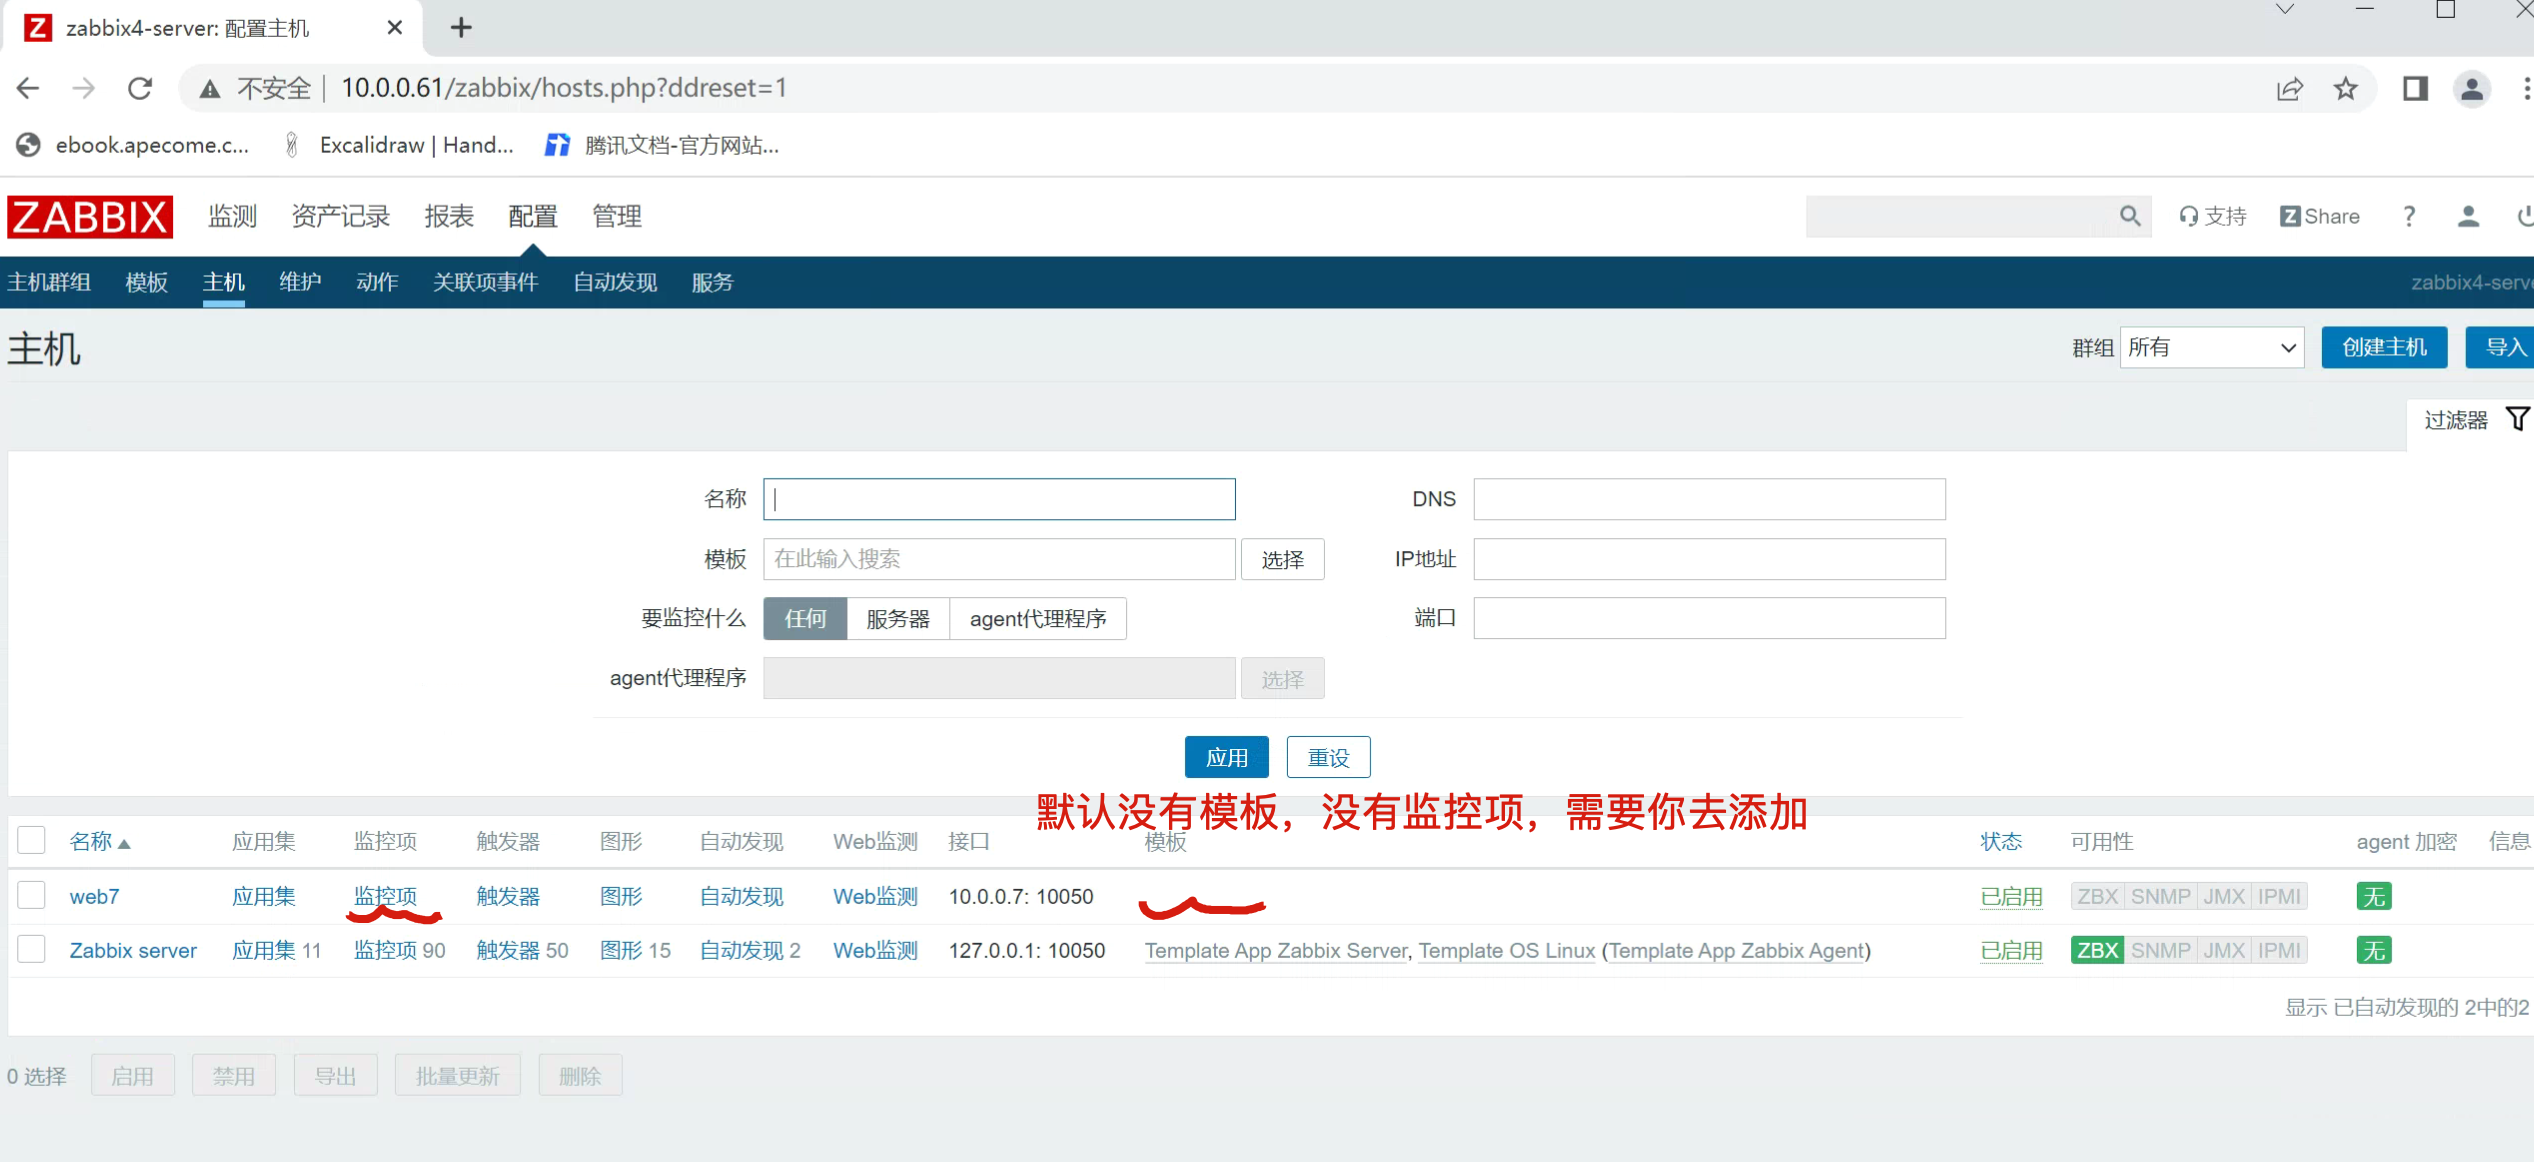 zabbix4-server: 配置主机
不安全 | 10.0.0.61/zabbix/hosts.php?ddreset=1
ebook.apecome.c... Excalidraw | Hand... 腾讯文档-官方网站...
ZABBIX 监测 资产记录 报表 配置 管理 支持 Share ?
主机群组 模板 主机 维护 动作 关联项事件 自动发现 服务 zabbix4-serve
主机 群组 所有 创建主机 导入
过滤器
名称 DNS
模板 在此输入搜索 选择 IP地址
要监控什么 任何 服务器 agent代理程序 端口
agent代理程序 选择
应用 重设
默认没有模板，没有监控项，需要你去添加
名称 应用集 监控项 触发器 图形 自动发现 Web监测 接口 模板 状态 可用性 agent 加密 信息
web7 应用集 监控项 触发器 图形 自动发现 Web监测 10.0.0.7: 10050 已启用 ZBX SNMP JMX IPMI 无
Zabbix server 应用集 11 监控项 90 触发器 50 图形 15 自动发现 2 Web监测 127.0.0.1: 10050 Template App Zabbix Server, Template OS Linux (Template App Zabbix Agent) 已启用 ZBX SNMP JMX IPMI 无
显示 已自动发现的 2中的2
0 选择 启用 禁用 导出 批量更新 删除